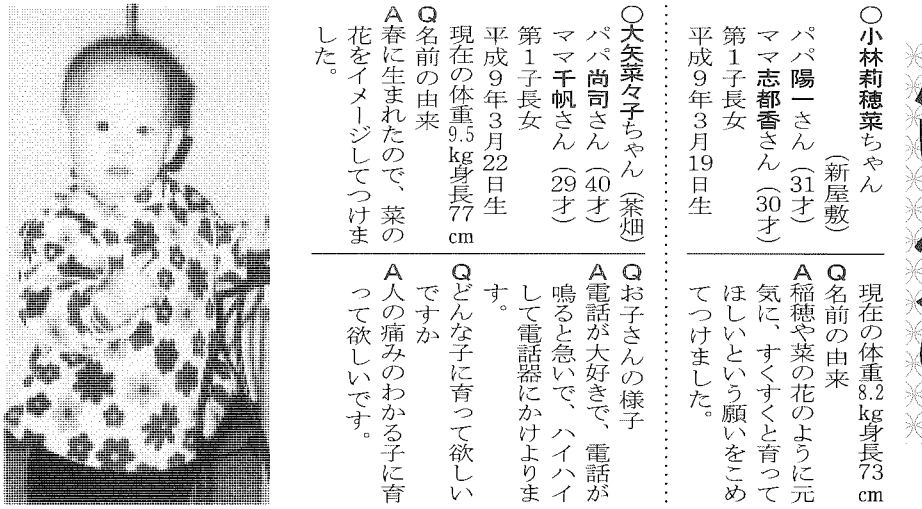 ○小林莉穂菜ちゃん
（新屋敷）
パパ陽一さん（31才）
ママ志都香さん（30才）
第１子長女
平成９年３月19日生
現在の体重8.2kg身長73cm
Ｑ名前の由来
Ａ稲穂や菜の花のように元
気に、すくすくと育って
ほしいという願いをこめ
てつけました。
○大矢菜々子ちゃん（茶畑）
パパ尚司さん（40才）
ママ千帆さん（29才）
第１子長女
平成９年３月22日生
現在の体重9.5kg身長77cm
Ｑ名前の由来
Ａ春に生まれたので、菜の
花をイメージしてつけま
した。
Ｑお子さんの様子
Ａ電話が大好きで、電話が
鳴ると急いで、ハイハイ
して電話器にかけよりま
す。
Ｑどんな子に育って欲しい
ですか
Ａ人の痛みのわかる子に育
って欲しいです。